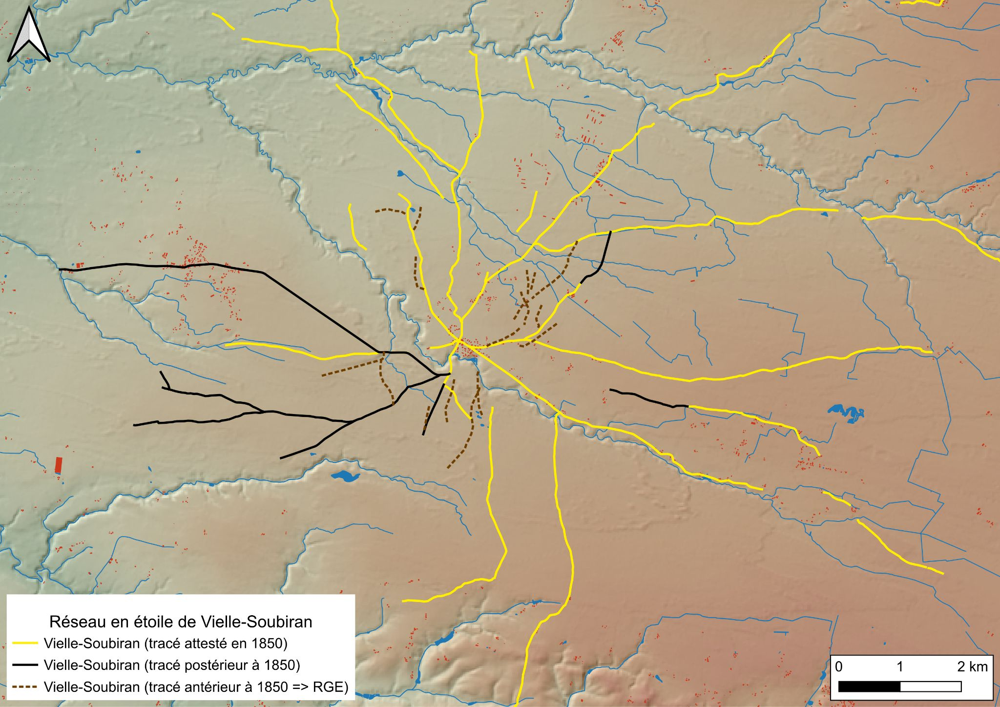 Réseau en étoile de Vielle-Soubiran
Vielle-Soubiran (tracé attesté en 1850)
Vielle-Soubiran (tracé postérieur à 1850)
Vielle-Soubiran (tracé antérieur à 1850 => RGE)
0 1 2 km